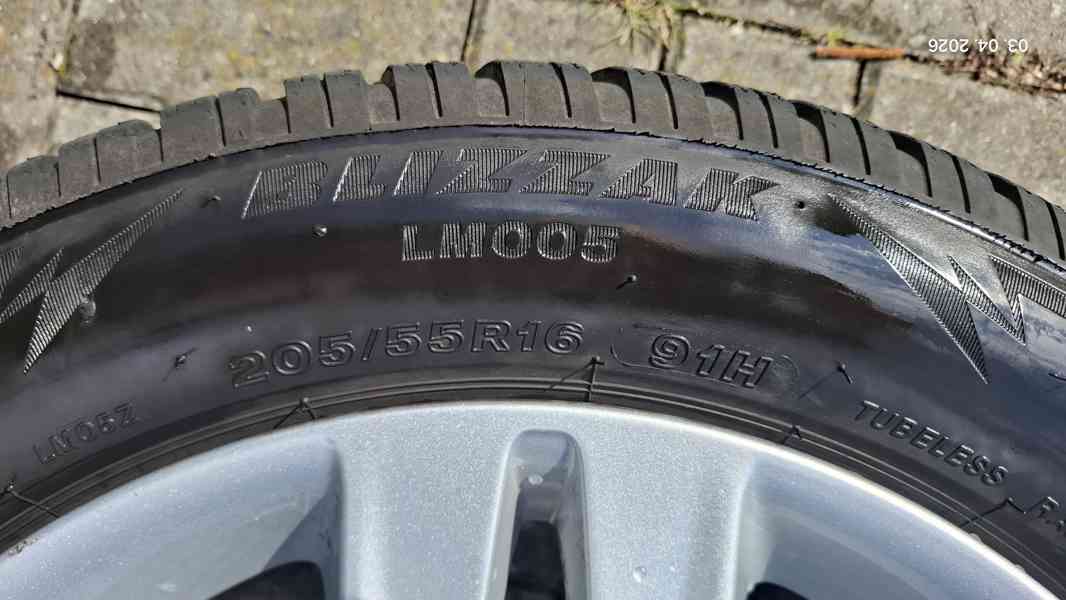 03. 04. 2026
BLIZZAK
LM005
205/55R16 91H
LM05Z
TUBELESS